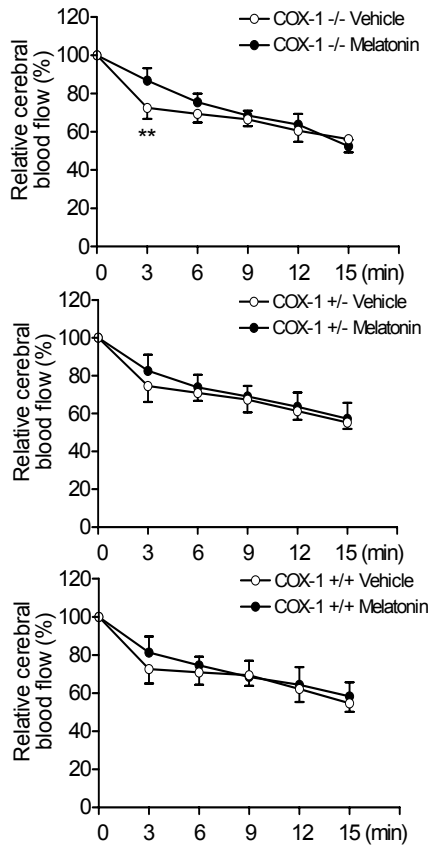 COX-1 -/- Vehicle
COX-1 -/- Melatonin
Relative cerebral
blood flow (%)
120
100
80
60
40
20
0
**
0 3 6 9 12 15 (min)
COX-1 +/- Vehicle
COX-1 +/- Melatonin
Relative cerebral
blood flow (%)
120
100
80
60
40
20
0
0 3 6 9 12 15 (min)
COX-1 +/+ Vehicle
COX-1 +/+ Melatonin
Relative cerebral
blood flow (%)
120
100
80
60
40
20
0
0 3 6 9 12 15 (min)